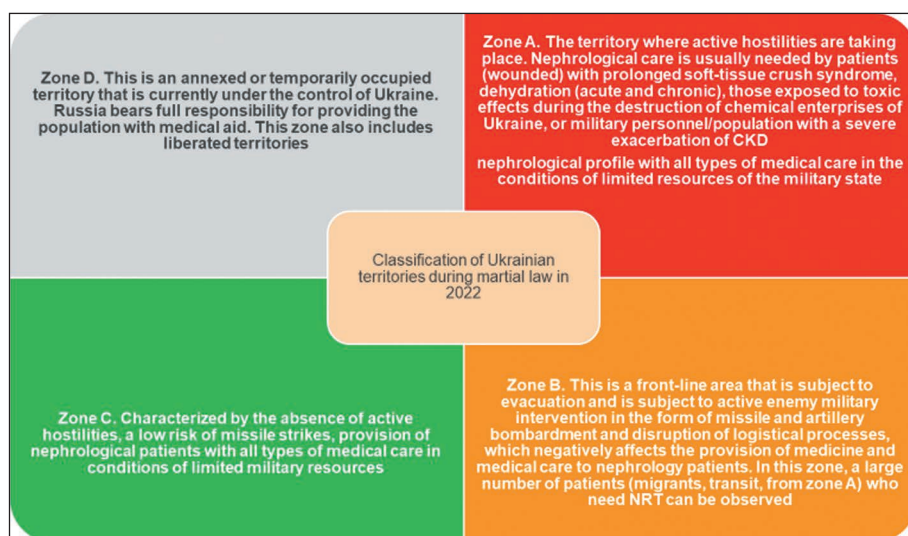 Zone D. This is an annexed or temporarily occupied
territory that is currently under the control of Ukraine.
Russia bears full responsibility for providing the
population with medical aid. This zone also includes
liberated territories
Zone A. The territory where active hostilities are taking
place. Nephrological care is usually needed by patients
(wounded) with prolonged soft-tissue crush syndrome,
dehydration (acute and chronic), those exposed to toxic
effects during the destruction of chemical enterprises of
Ukraine, or military personnel/population with a severe
exacerbation of CKD
nephrological profile with all types of medical care in the
conditions of limited resources of the military state
Classification of Ukrainian
territories during martial law in
2022
Zone C. Characterized by the absence of active
hostilities, a low risk of missile strikes, provision of
nephrological patients with all types of medical care in
conditions of limited military resources
Zone B. This is a front-line area that is subject to
evacuation and is subject to active enemy military
intervention in the form of missile and artillery
bombardment and disruption of logistical processes,
which negatively affects the provision of medicine and
medical care to nephrology patients. In this zone, a large
number of patients (migrants, transit, from zone A) who
need NRT can be observed